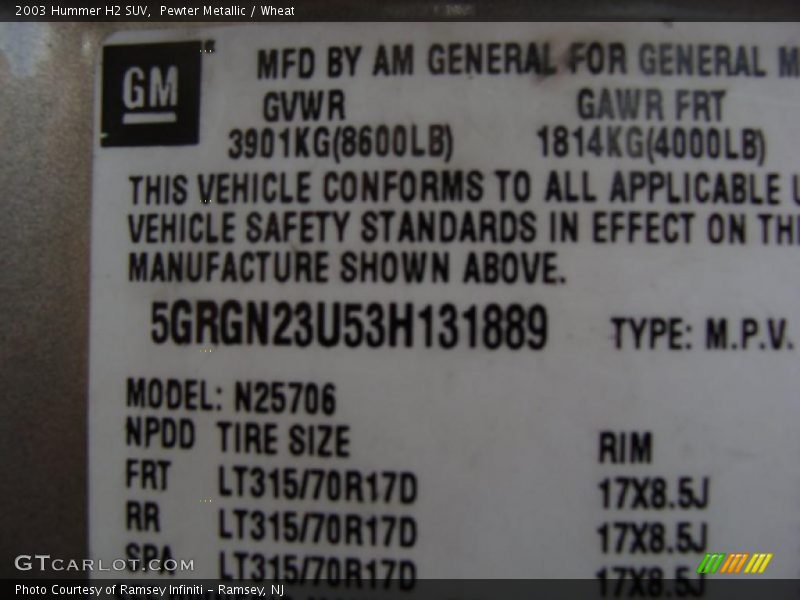 2003 Hummer H2 SUV, Pewter Metallic / Wheat
GM
MFD BY AM GENERAL FOR GENERAL M
GVWR GAWR FRT
3901KG(8600LB) 1814KG(4000LB)
THIS VEHICLE CONFORMS TO ALL APPLICABLE U
VEHICLE SAFETY STANDARDS IN EFFECT ON TH
MANUFACTURE SHOWN ABOVE.
5GRGN23U53H131889 TYPE: M.P.V.
MODEL: N25706
NPDD TIRE SIZE RIM
FRT LT315/70R17D 17X8.5J
RR LT315/70R17D 17X8.5J
SPA LT315/70R17D 17X8.5J
GTcarlot.com
Photo Courtesy of Ramsey Infiniti - Ramsey, NJ